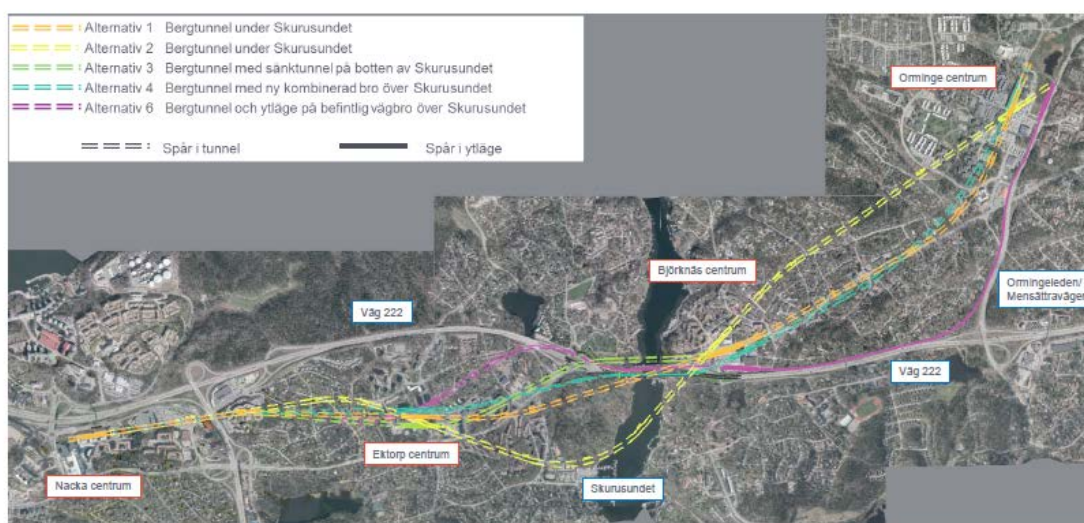 Alternativ 1 Bergtunnel under Skurusundet
Alternativ 2 Bergtunnel under Skurusundet
Alternativ 3 Bergtunnel med sänktunnel på botten av Skurusundet
Alternativ 4 Bergtunnel med ny kombinerad bro över Skurusundet
Alternativ 6 Bergtunnel och ytläge på befintlig vägbro över Skurusundet
Spår i tunnel Spår i ytläge
Orminge centrum
Björknäs centrum
Ormingeleden/
Mensättravägen
Väg 222
Väg 222
Ektorp centrum
Nacka centrum
Skurusundet